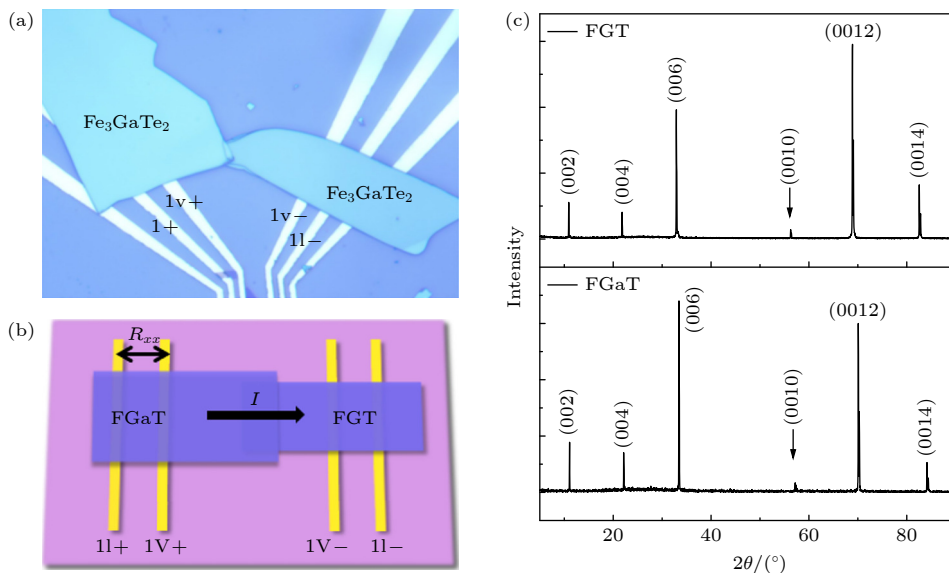 (a)
Fe₃GaTe₂
Fe₃GaTe₂
1v+
1+
1v−
1l−
(b)
Rxx
I
FGaT
FGT
1l+
1V+
1V−
1l−
(c)
FGT
(002)
(004)
(006)
(0010)
(0012)
(0014)
FGaT
(002)
(004)
(006)
(0010)
(0012)
(0014)
Intensity
20
40
60
80
2θ/(°)